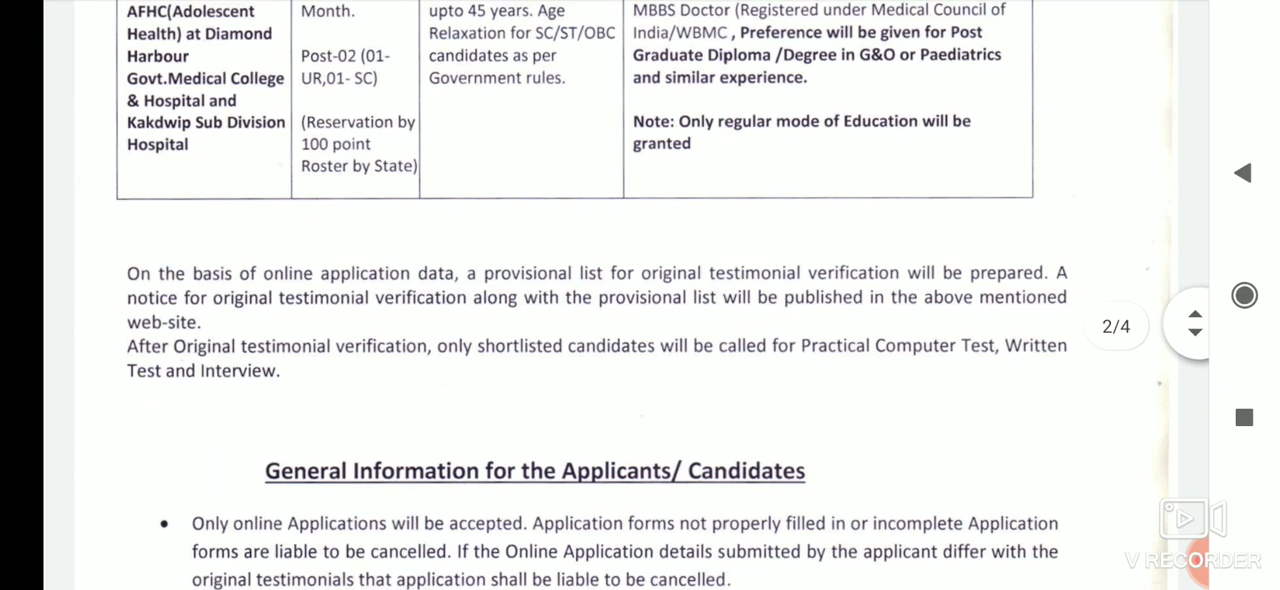 AFHC(Adolescent
Health) at Diamond
Harbour
Govt.Medical College
& Hospital and
Kakdwip Sub Division
Hospital
Month.
Post-02 (01-
UR,01- SC)
(Reservation by
100 point
Roster by State)
upto 45 years. Age
Relaxation for SC/ST/OBC
candidates as per
Government rules.
MBBS Doctor (Registered under Medical Council of
India/WBMC , Preference will be given for Post
Graduate Diploma /Degree in G&O or Paediatrics
and similar experience.
Note: Only regular mode of Education will be
granted
On the basis of online application data, a provisional list for original testimonial verification will be prepared. A
notice for original testimonial verification along with the provisional list will be published in the above mentioned
web-site.
After Original testimonial verification, only shortlisted candidates will be called for Practical Computer Test, Written
Test and Interview.
2/4
General Information for the Applicants/ Candidates
• Only online Applications will be accepted. Application forms not properly filled in or incomplete Application
forms are liable to be cancelled. If the Online Application details submitted by the applicant differ with the
original testimonials that application shall be liable to be cancelled.
V RECORDER